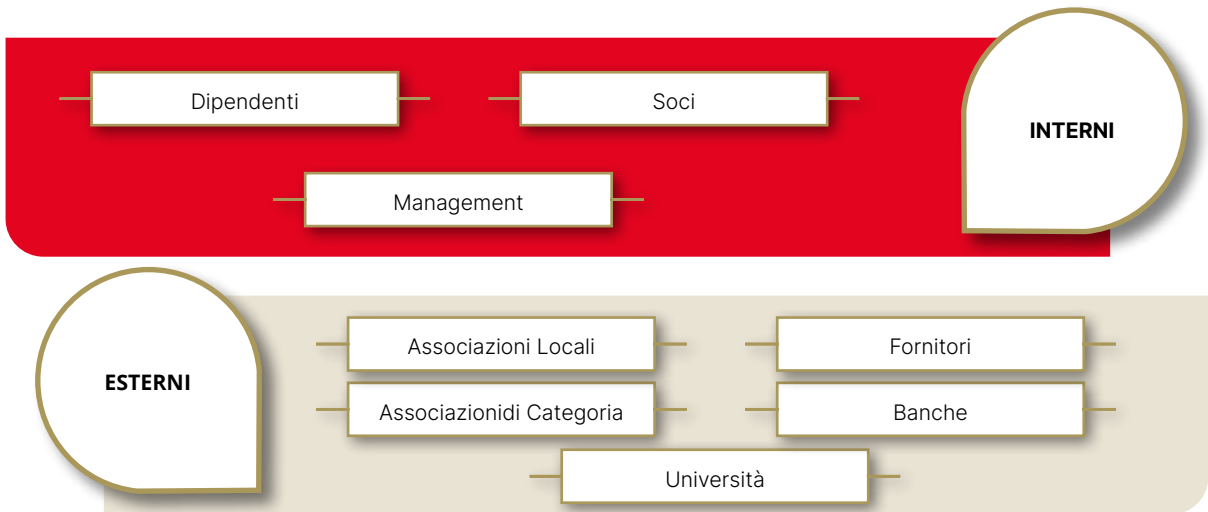 Dipendenti
Soci
INTERNI
Management
Associazioni Locali
Fornitori
ESTERNI
Associazionidi Categoria
Banche
Università